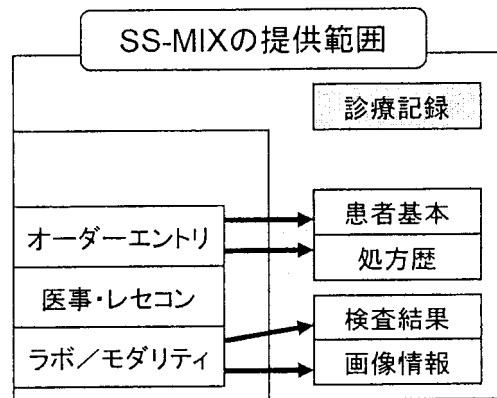 SS-MIXの提供範囲
診療記録
オーダーエントリ
医事・レセコン
ラボ／モダリティ
患者基本
処方歴
検査結果
画像情報